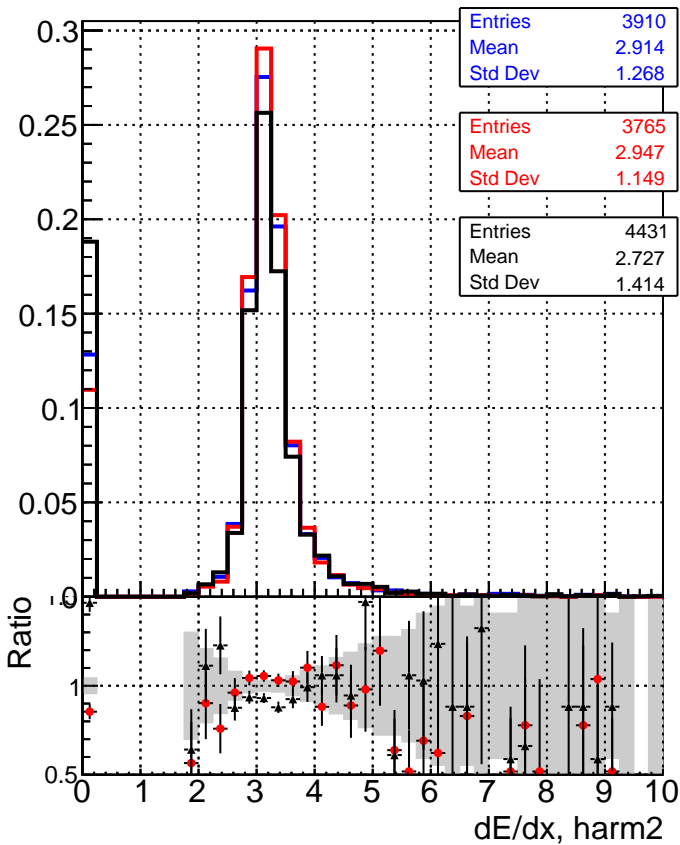 0.3
Entries 3910
Mean 2.914
Std Dev 1.268
0.25
Entries 3765
Mean 2.947
Std Dev 1.149
0.2
Entries 4431
Mean 2.727
Std Dev 1.414
0.15
0.1
0.05
0
Ratio
1
0.5
0 1 2 3 4 5 6 7 8 9 10
dE/dx, harm2